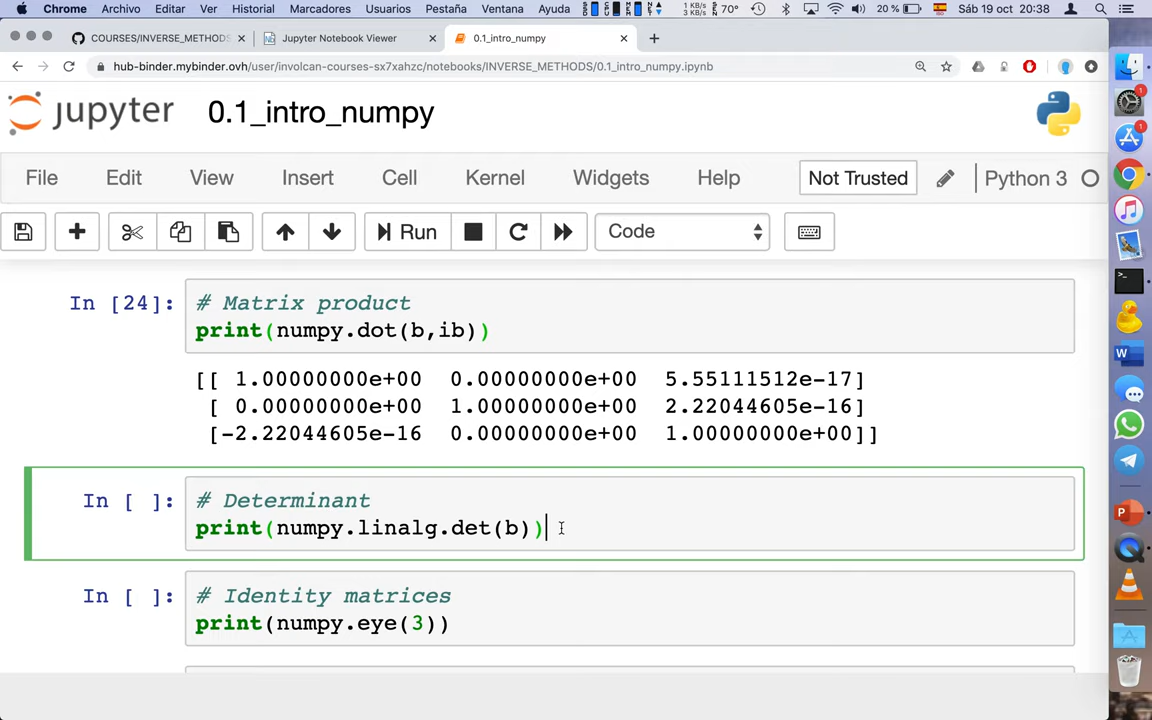 Chrome Archivo Editar Ver Historial Marcadores Usuarios Pestaña Ventana Ayuda 1 KB/s 3 KB/s 70° 20 % Sáb 19 oct 20:38
COURSES/INVERSE_METHODS Jupyter Notebook Viewer 0.1_intro_numpy
hub-binder.mybinder.ovh/user/involcan-courses-sx7xahzc/notebooks/INVERSE_METHODS/0.1_intro_numpy.ipynb
jupyter 0.1_intro_numpy
File Edit View Insert Cell Kernel Widgets Help Not Trusted Python 3
Run Code
In [24]: # Matrix product
print(numpy.dot(b,ib))
[[ 1.00000000e+00 0.00000000e+00 5.55111512e-17]
[ 0.00000000e+00 1.00000000e+00 2.22044605e-16]
[-2.22044605e-16 0.00000000e+00 1.00000000e+00]]
In [ ]: # Determinant
print(numpy.linalg.det(b))
In [ ]: # Identity matrices
print(numpy.eye(3))